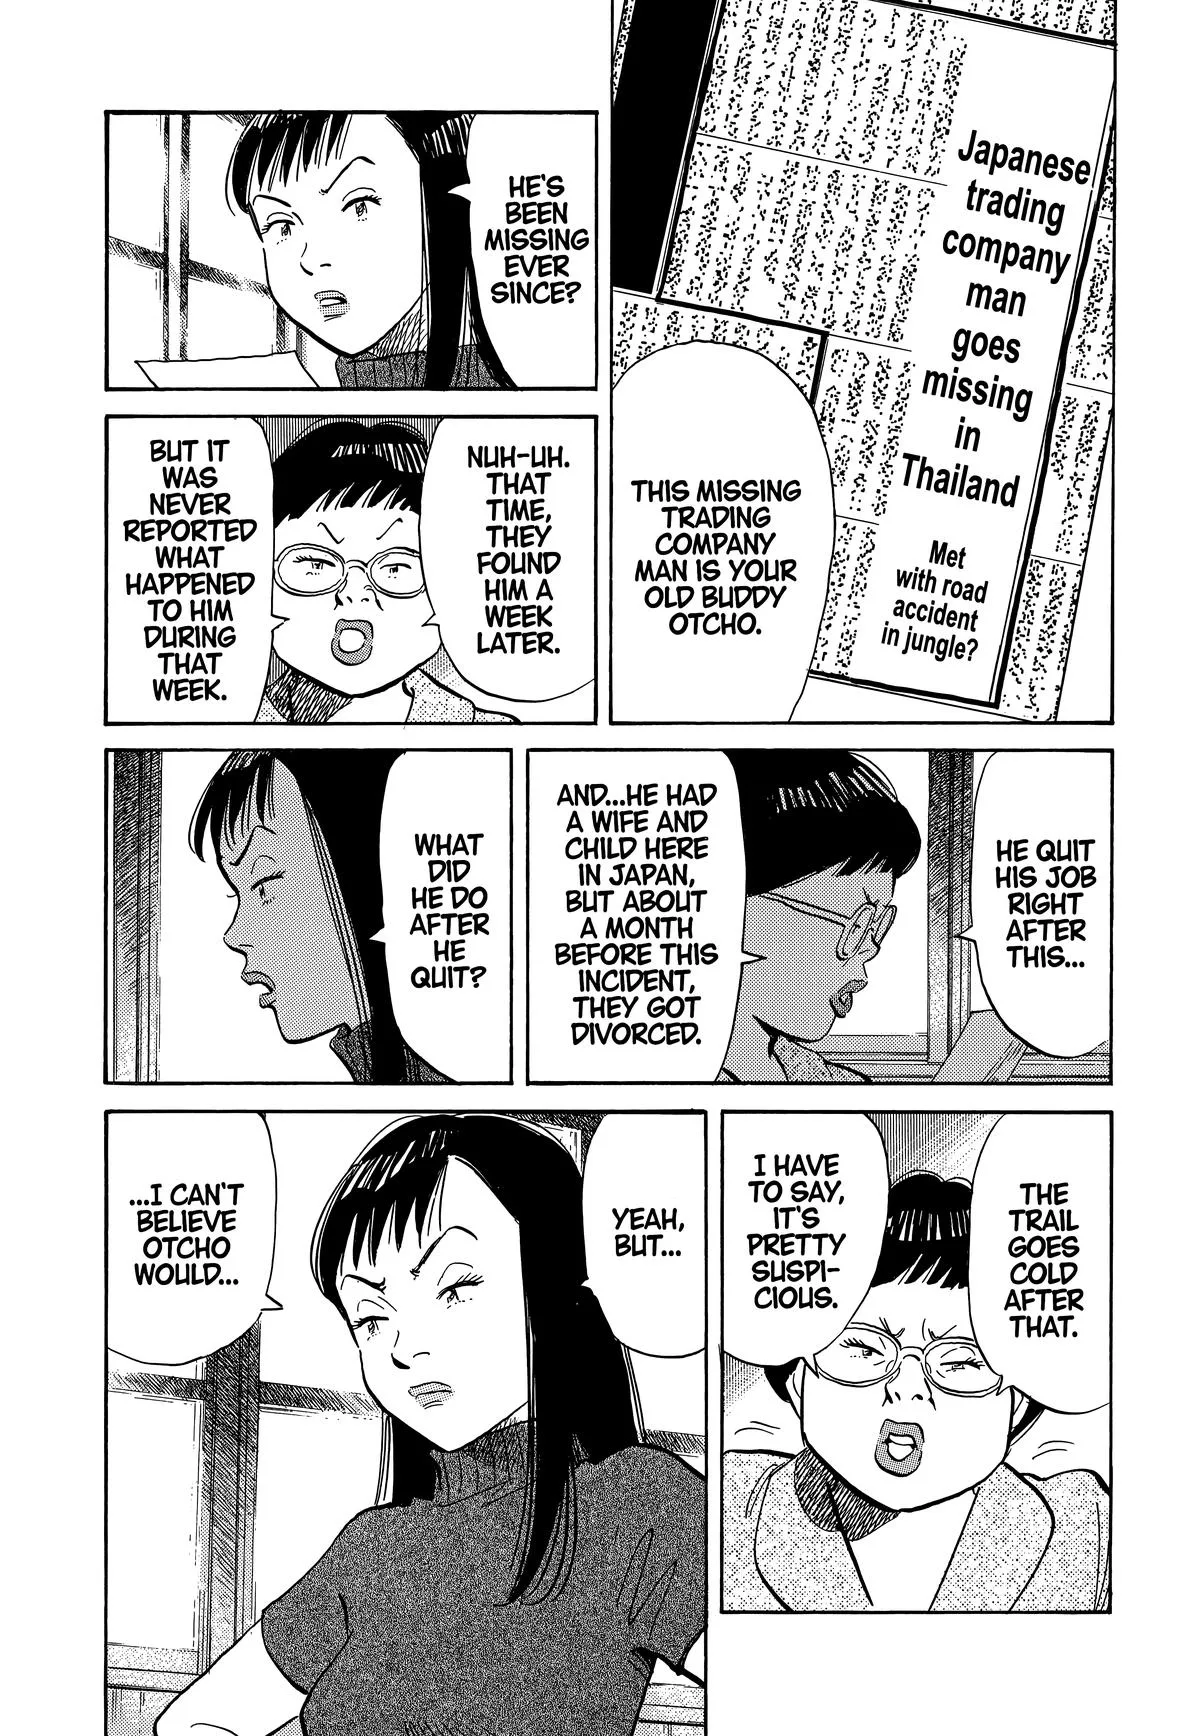 Japanese
trading
company
man
goes
missing
in
Thailand
Met
with road
accident
in jungle?
THIS MISSING
TRADING
COMPANY
MAN IS YOUR
OLD BUDDY
OTCHO.
HE'S
BEEN
MISSING
EVER
SINCE?
NUH-UH.
THAT
TIME,
THEY
FOUND
HIM A
WEEK
LATER.
BUT IT
WAS
NEVER
REPORTED
WHAT
HAPPENED
TO HIM
DURING
THAT
WEEK.
HE QUIT
HIS JOB
RIGHT
AFTER
THIS...
AND...HE HAD
A WIFE AND
CHILD HERE
IN JAPAN,
BUT ABOUT
A MONTH
BEFORE THIS
INCIDENT,
THEY GOT
DIVORCED.
WHAT
DID
HE DO
AFTER
HE
QUIT?
THE
TRAIL
GOES
COLD
AFTER
THAT.
I HAVE
TO SAY,
IT'S
PRETTY
SUSPI-
CIOUS.
YEAH,
BUT...
...I CAN'T
BELIEVE
OTCHO
WOULD...